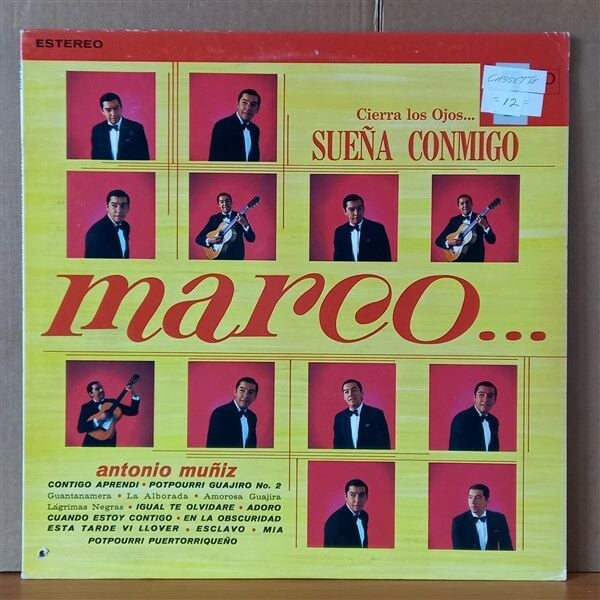 ESTEREO
CASSETTE
= 12 =
Cierra los Ojos...
SUEÑA CONMIGO
marco...
antonio muñiz
CONTIGO APRENDI • POTPOURRI GUAJIRO No. 2
Guantanamera • La Alborada • Amorosa Guajira
Lágrimas Negras • IGUAL TE OLVIDARE • ADORO
CUANDO ESTOY CONTIGO • EN LA OBSCURIDAD
ESTA TARDE VI LLOVER • ESCLAVO • MIA
POTPOURRI PUERTORRIQUEÑO